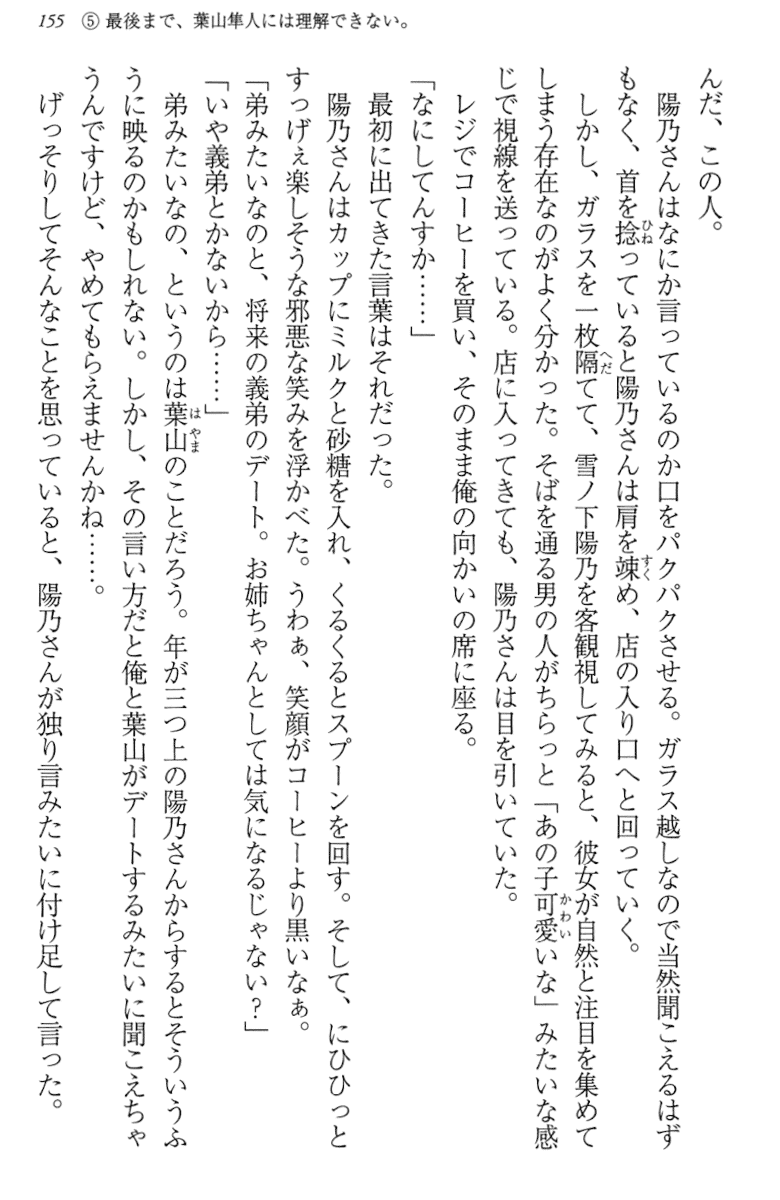 155 ⑤ 最後まで、葉山隼人には理解できない。
んだ、この人。
陽乃さんはなにか言っているのか口をパクパクさせる。ガラス越しなので当然聞こえるはず
もなく、首を捻っていると陽乃さんは肩を竦め、店の入り口へと回っていく。
しかし、ガラスを一枚隔てて、雪ノ下陽乃を客観視してみると、彼女が自然と注目を集めて
しまう存在なのがよく分かった。そばを通る男の人がちらっと「あの子可愛いな」みたいな感
じで視線を送っている。店に入ってきても、陽乃さんは目を引いていた。
レジでコーヒーを買い、そのまま俺の向かいの席に座る。
「なにしてんすか……」
最初に出てきた言葉はそれだった。
陽乃さんはカップにミルクと砂糖を入れ、くるくるとスプーンを回す。そして、にひひっと
すっげぇ楽しそうな邪悪な笑みを浮かべた。うわぁ、笑顔がコーヒーより黒いなぁ。
「弟みたいなのと、将来の義弟のデート。お姉ちゃんとしては気になるじゃない？」
「いや義弟とかないから……」
弟みたいなの、というのは葉山のことだろう。年が三つ上の陽乃さんからするとそういうふ
うに映るのかもしれない。しかし、その言い方だと俺と葉山がデートするみたいに聞こえちゃ
うんですけど、やめてもらえませんかね……。
げっそりしてそんなことを思っていると、陽乃さんが独り言みたいに付け足して言った。